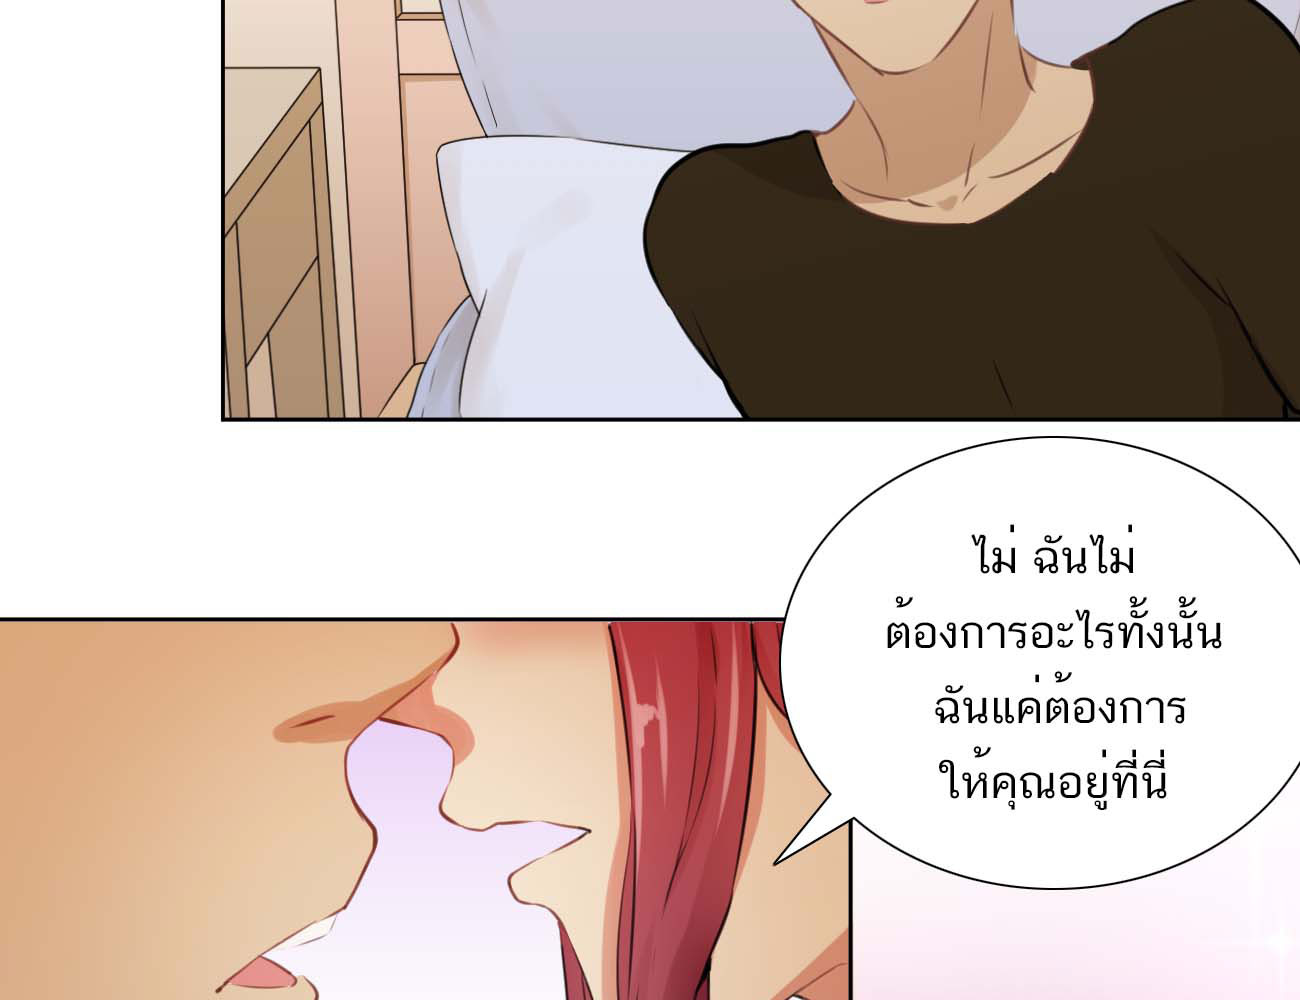 ไม่ ฉันไม่
ต้องการอะไรทั้งนั้น
ฉันแค่ต้องการ
ให้คุณอยู่ที่นี่